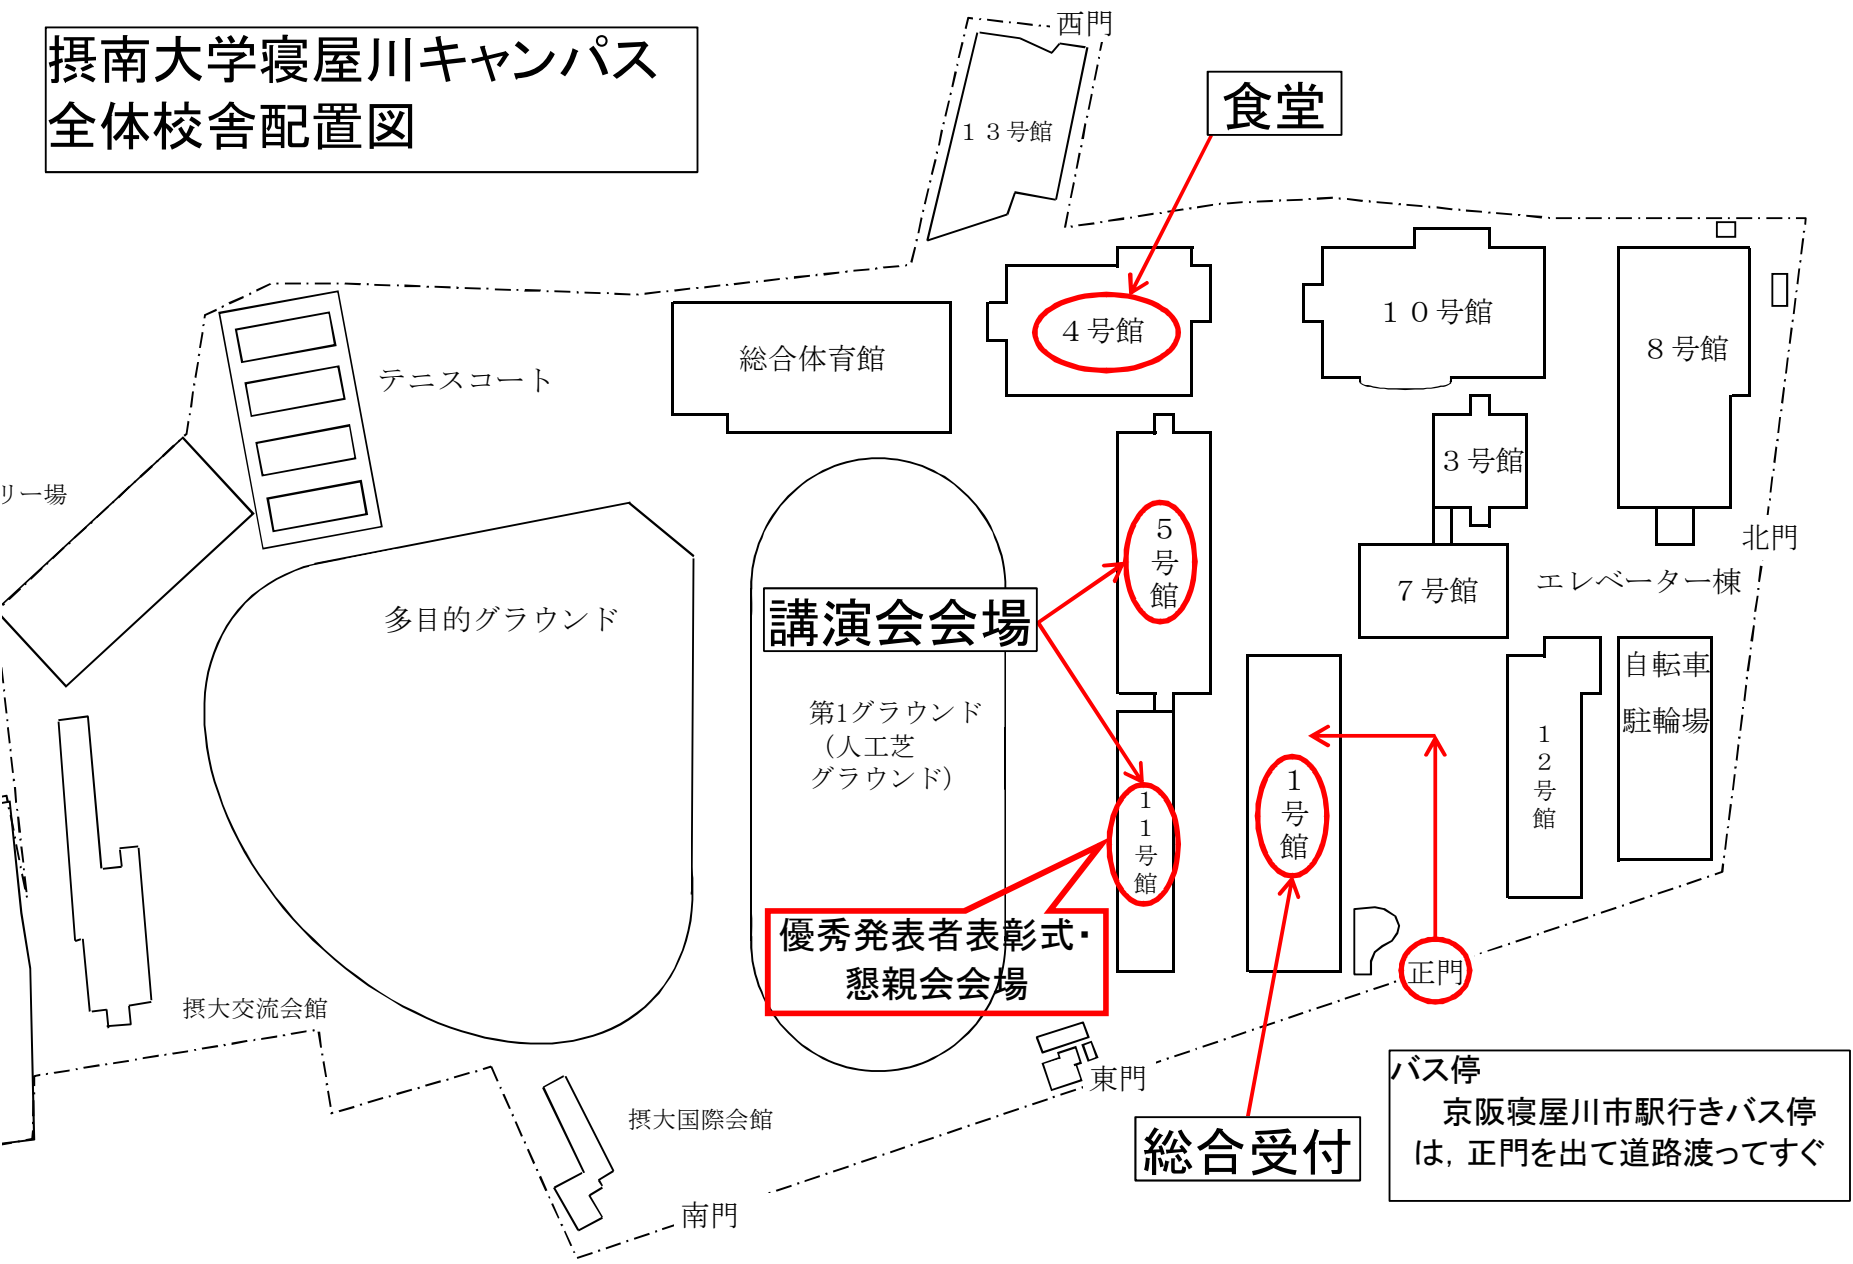 摂南大学寝屋川キャンパス
全体校舎配置図
西門
食堂
１３号館
４号館
１０号館
８号館
総合体育館
テニスコート
３号館
リー場
５号館
北門
７号館
エレベーター棟
多目的グラウンド
講演会会場
自転車
駐輪場
第1グラウンド
（人工芝
グラウンド）
１２号館
１号館
１１号館
優秀発表者表彰式・
懇親会会場
正門
摂大交流会館
東門
摂大国際会館
総合受付
南門
バス停
京阪寝屋川市駅行きバス停
は，正門を出て道路渡ってすぐ